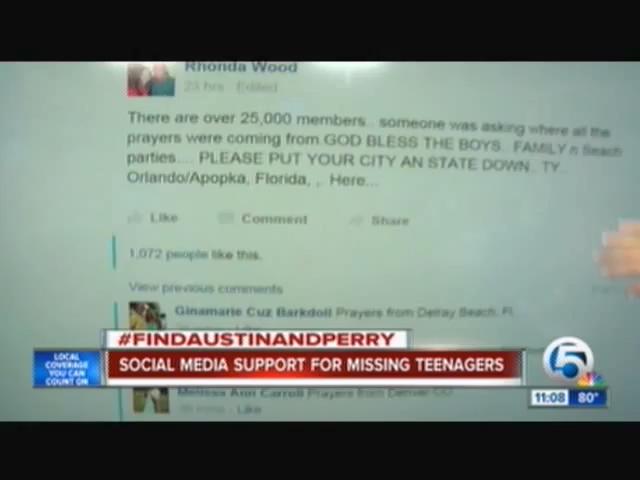 Rhonda Wood
23 hrs · Edited
There are over 25,000 members.. someone was asking where all the
prayers were coming from GOD BLESS THE BOYS.. FAMILY n Seach
parties.... PLEASE PUT YOUR CITY AN STATE DOWN.. TY..
Orlando/Apopka, Florida, ,. Here...
Like Comment Share
1,072 people like this.
View previous comments
Ginamarie Cuz Barkdoll Prayers from Delray Beach, Fl
#FINDAUSTINANDPERRY
SOCIAL MEDIA SUPPORT FOR MISSING TEENAGERS
LOCAL
COVERAGE
YOU CAN
COUNT ON
5
Melissa Ann Carroll Prayers from Denver CO
Like
11:08 80°